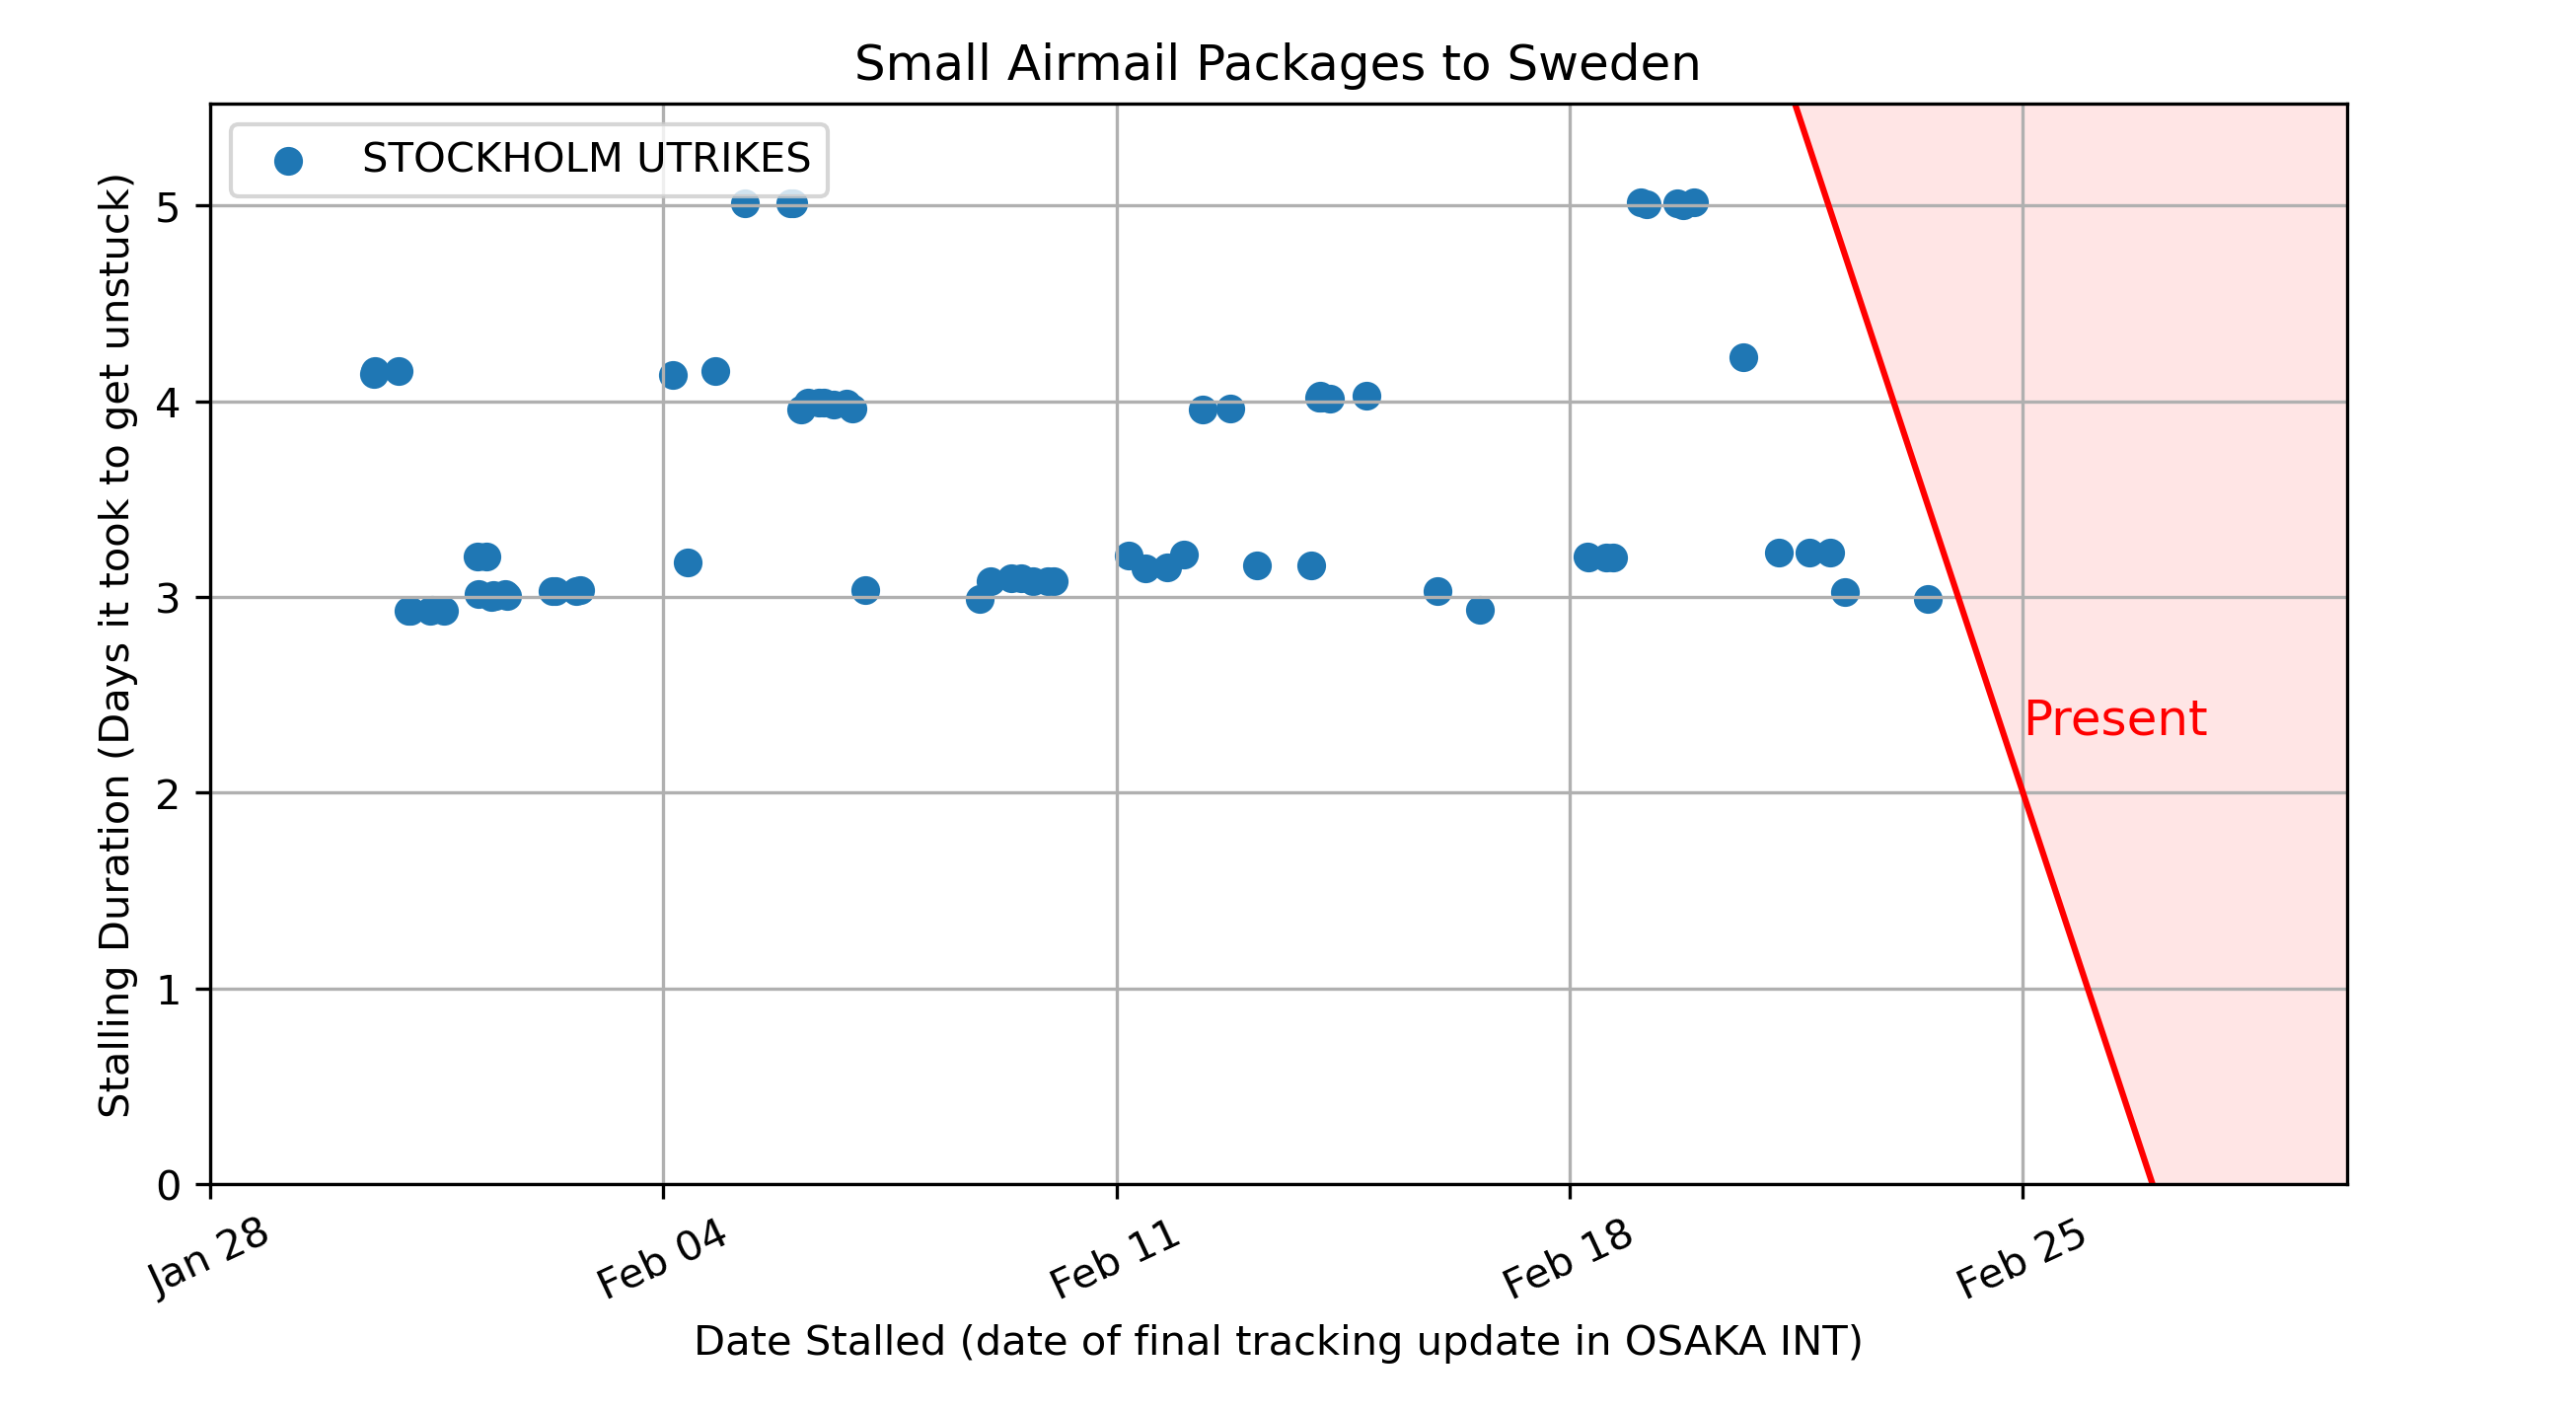 Small Airmail Packages to Sweden
STOCKHOLM UTRIKES
Stalling Duration (Days it took to get unstuck)
5
4
3
2
1
0
Present
Jan 28
Feb 04
Feb 11
Feb 18
Feb 25
Date Stalled (date of final tracking update in OSAKA INT)